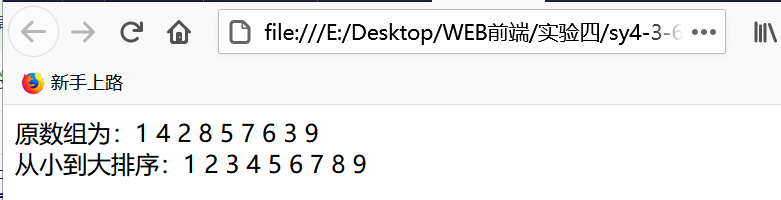 file:///E:/Desktop/WEB前端/实验四/sy4-3-6
新手上路
原数组为：1 4 2 8 5 7 6 3 9
从小到大排序：1 2 3 4 5 6 7 8 9